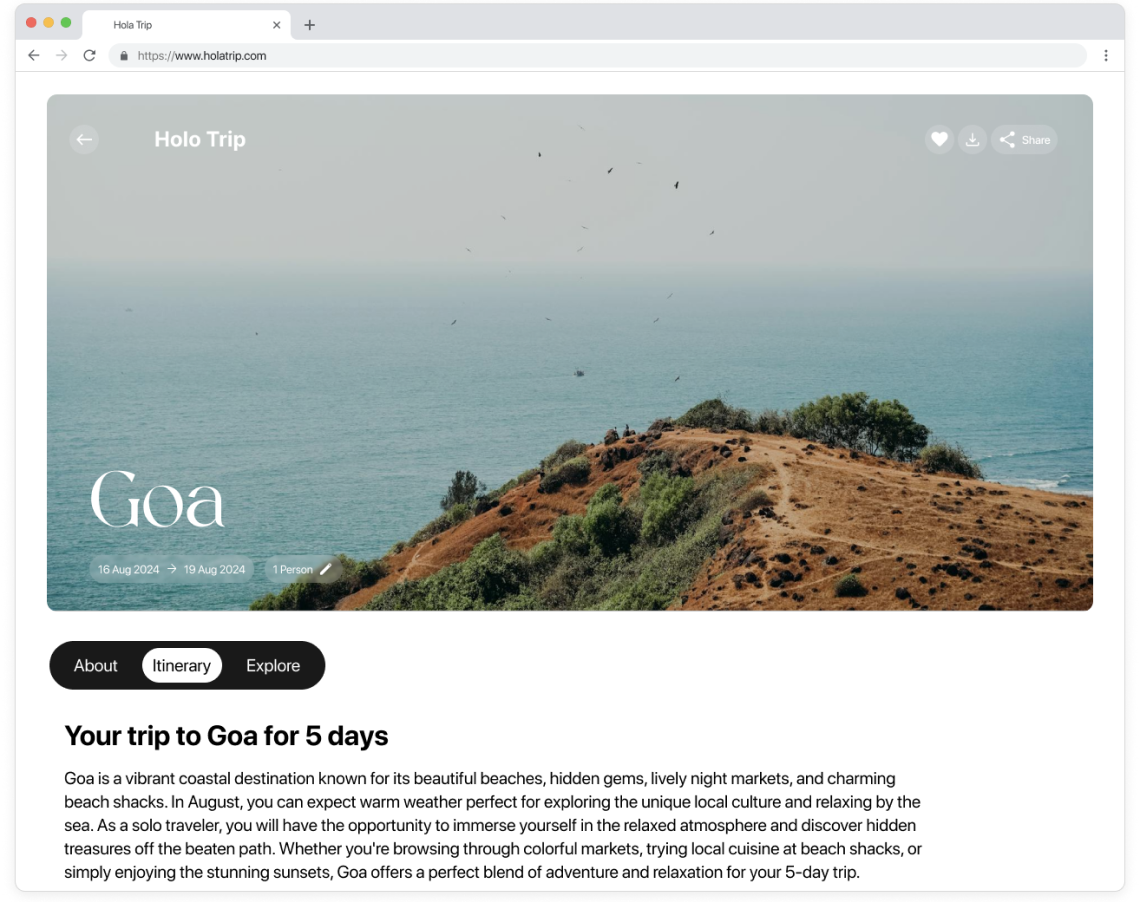 Hola Trip
https://www.holatrip.com
Holo Trip
Share
Goa
16 Aug 2024 → 19 Aug 2024 1 Person
About Itinerary Explore
Your trip to Goa for 5 days
Goa is a vibrant coastal destination known for its beautiful beaches, hidden gems, lively night markets, and charming
beach shacks. In August, you can expect warm weather perfect for exploring the unique local culture and relaxing by the
sea. As a solo traveler, you will have the opportunity to immerse yourself in the relaxed atmosphere and discover hidden
treasures off the beaten path. Whether you're browsing through colorful markets, trying local cuisine at beach shacks, or
simply enjoying the stunning sunsets, Goa offers a perfect blend of adventure and relaxation for your 5-day trip.